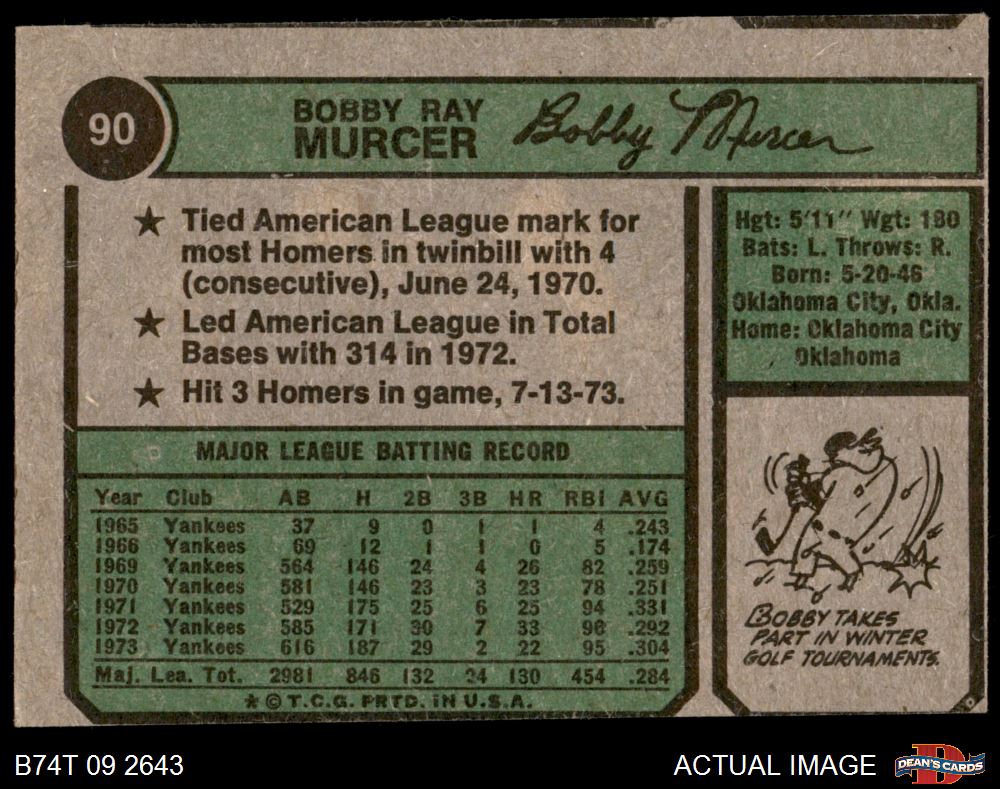 90
BOBBY RAY
MURCER
Bobby Murcer
★ Tied American League mark for
most Homers in twinbill with 4
(consecutive), June 24, 1970.
★ Led American League in Total
Bases with 314 in 1972.
★ Hit 3 Homers in game, 7-13-73.
Hgt: 5'11" Wgt: 180
Bats: L. Throws: R.
Born: 5-20-46
Oklahoma City, Okla.
Home: Oklahoma City
Oklahoma
MAJOR LEAGUE BATTING RECORD
Year Club AB H 2B 3B HR RBI AVG
1965 Yankees 37 9 0 1 1 4 .243
1966 Yankees 69 12 1 1 0 5 .174
1969 Yankees 564 146 24 4 26 82 .259
1970 Yankees 581 146 23 3 23 78 .251
1971 Yankees 529 175 25 6 25 94 .331
1972 Yankees 585 171 30 7 33 96 .292
1973 Yankees 616 187 29 2 22 95 .304
Maj. Lea. Tot. 2981 846 132 24 130 454 .284
★ © T.C.G. PRTD. IN U.S.A.
BOBBY TAKES
PART IN WINTER
GOLF TOURNAMENTS.
B74T 09 2643
ACTUAL IMAGE
DEAN'S CARDS